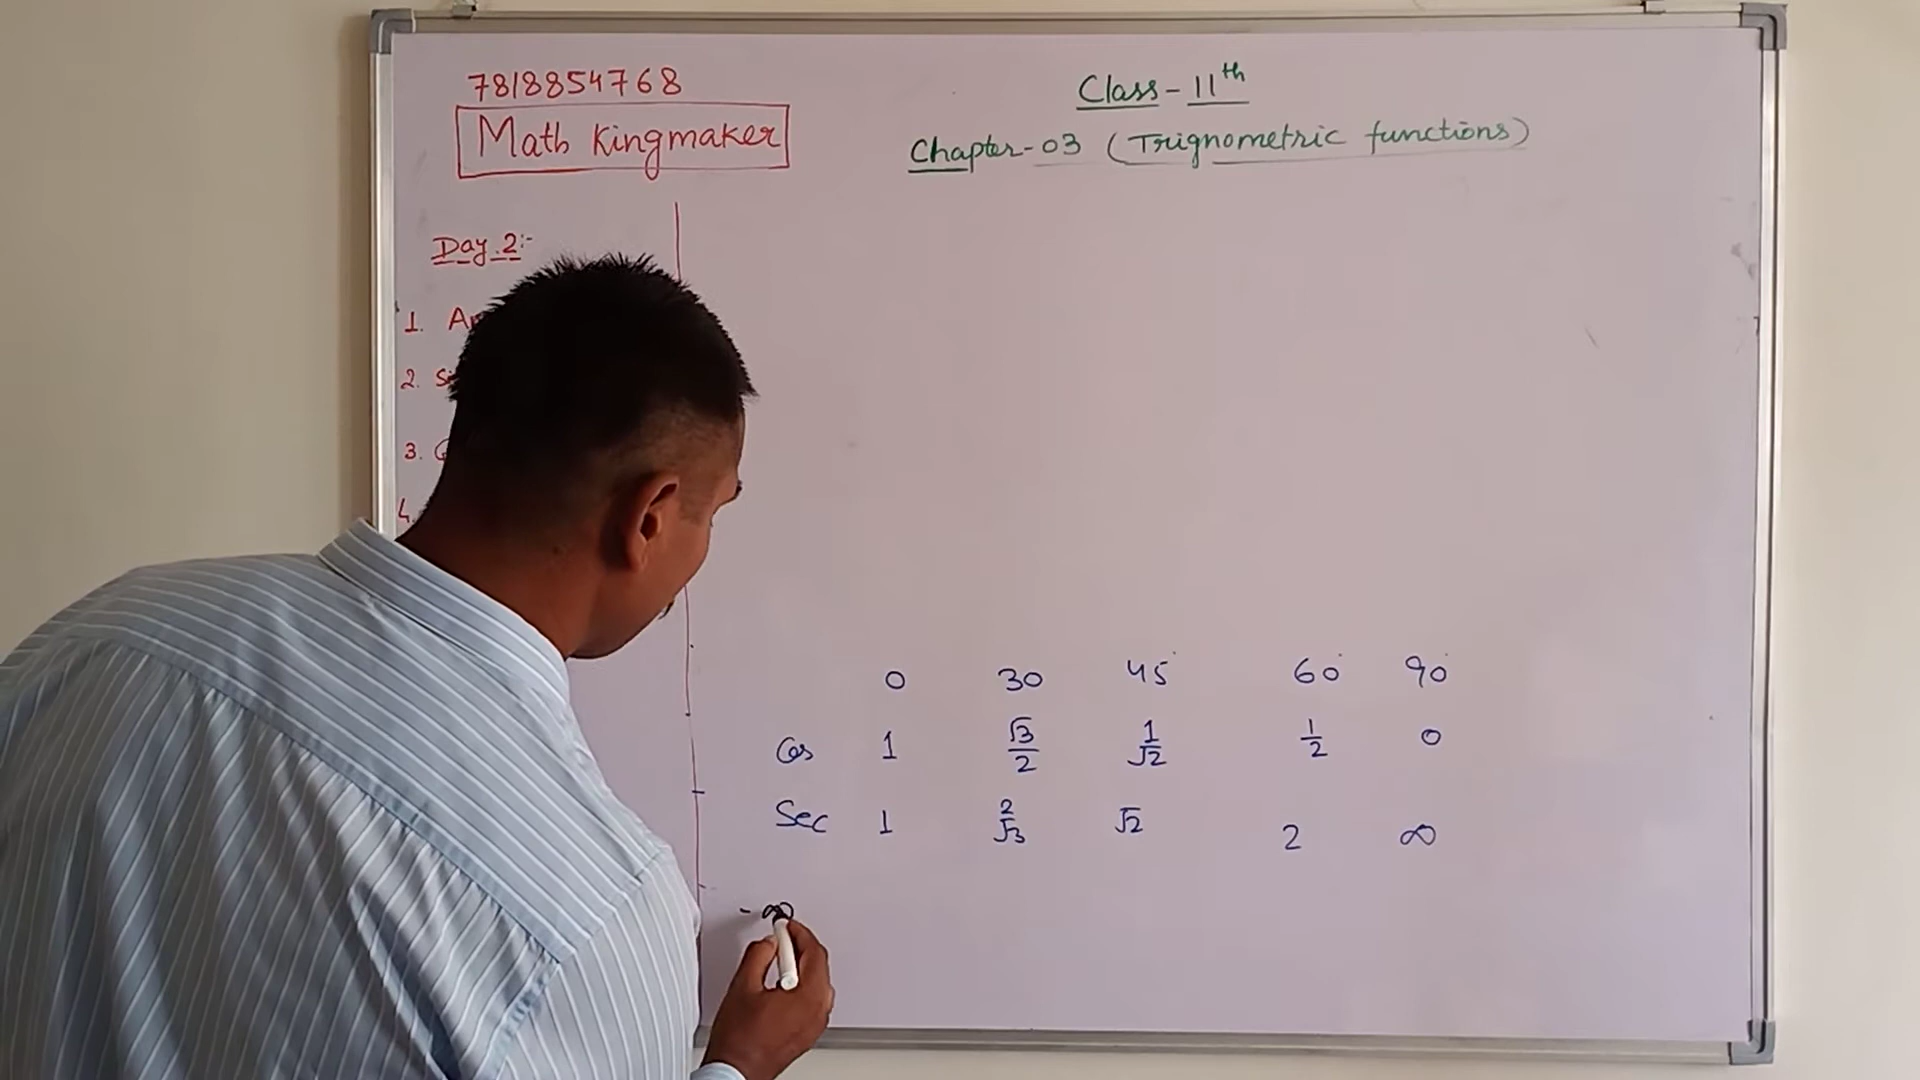 7818854768
Math Kingmaker
Class-11th
Chapter-03 (Trignometric functions)
Day.2:-
1.
2.
3.
4.
0 30 45 60 90
Cos 1 √3/2 1/√2 1/2 0
Sec 1 2/√3 √2 2 ∞
-∞